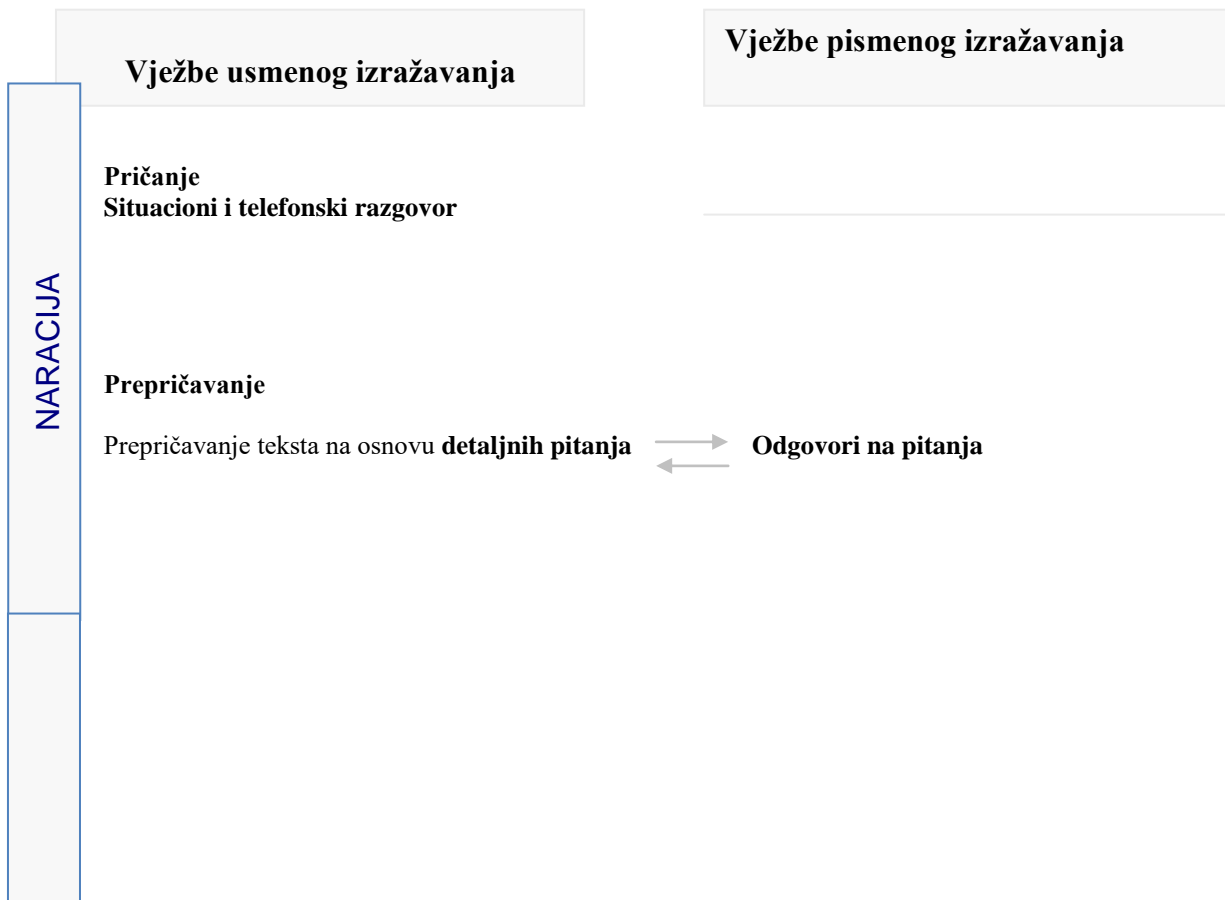 Vježbe usmenog izražavanja
Vježbe pismenog izražavanja
NARACIJA
Pričanje
Situacioni i telefonski razgovor
Prepričavanje
Prepričavanje teksta na osnovu detaljnih pitanja
Odgovori na pitanja